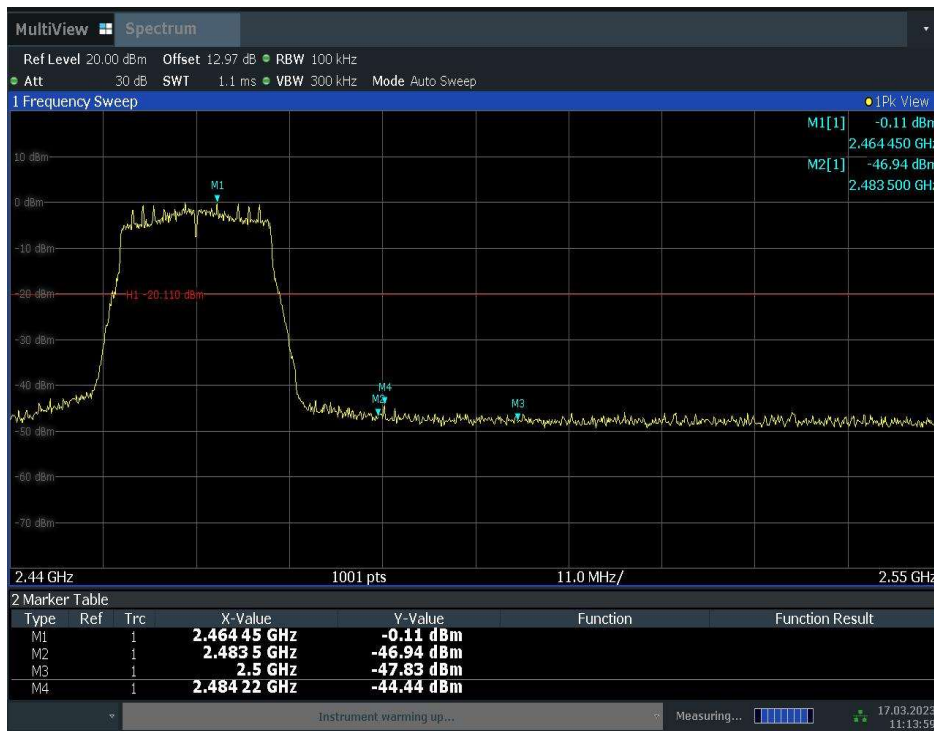 MultiView Spectrum
Ref Level 20.00 dBm Offset 12.97 dB RBW 100 kHz
Att 30 dB SWT 1.1 ms VBW 300 kHz Mode Auto Sweep
1 Frequency Sweep 1Pk View
M1[1] -0.11 dBm
2.464 450 GHz
M2[1] -46.94 dBm
2.483 500 GHz
10 dBm
M1
0 dBm
-10 dBm
-20 dBm H1 -20.110 dBm
-30 dBm
-40 dBm
M4
M2
M3
-50 dBm
-60 dBm
-70 dBm
2.44 GHz 1001 pts 11.0 MHz/ 2.55 GHz
2 Marker Table
Type Ref Trc X-Value Y-Value Function Function Result
M1 1 2.464 45 GHz -0.11 dBm
M2 1 2.483 5 GHz -46.94 dBm
M3 1 2.5 GHz -47.83 dBm
M4 1 2.484 22 GHz -44.44 dBm
Instrument warming up... Measuring... 17.03.2023
11:13:59